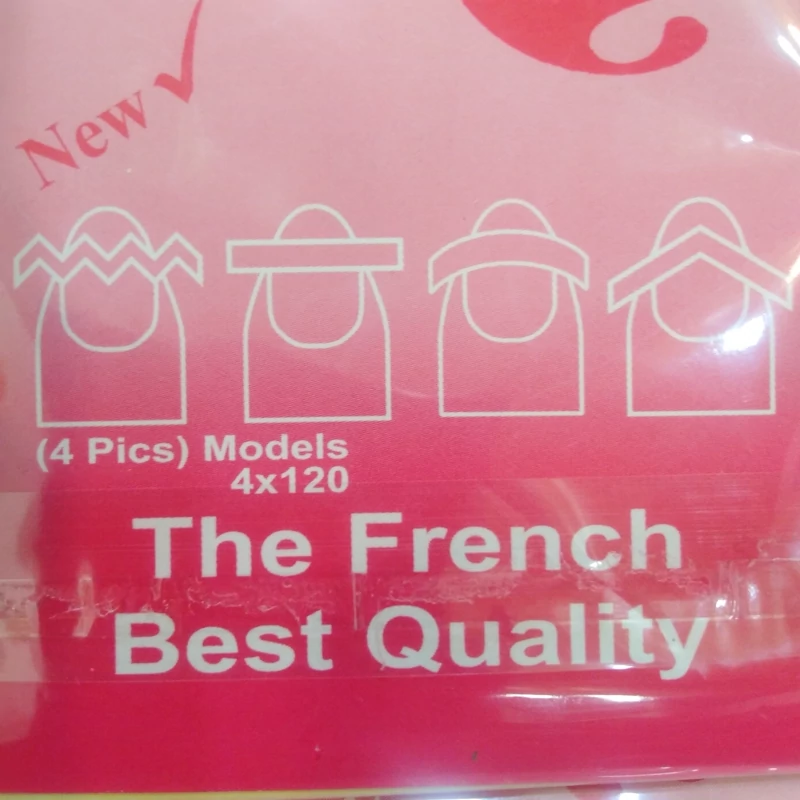 New
(4 Pics) Models
4x120
The French
Best Quality